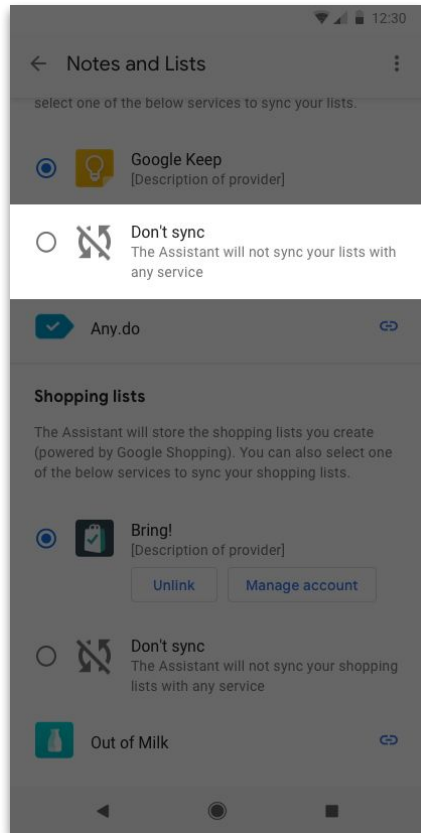 12:30
Notes and Lists
select one of the below services to sync your lists.
Google Keep
[Description of provider]
Don't sync
The Assistant will not sync your lists with
any service
Any.do
Shopping lists
The Assistant will store the shopping lists you create
(powered by Google Shopping). You can also select one
of the below services to sync your shopping lists.
Bring!
[Description of provider]
Unlink Manage account
Don't sync
The Assistant will not sync your shopping
lists with any service
Out of Milk